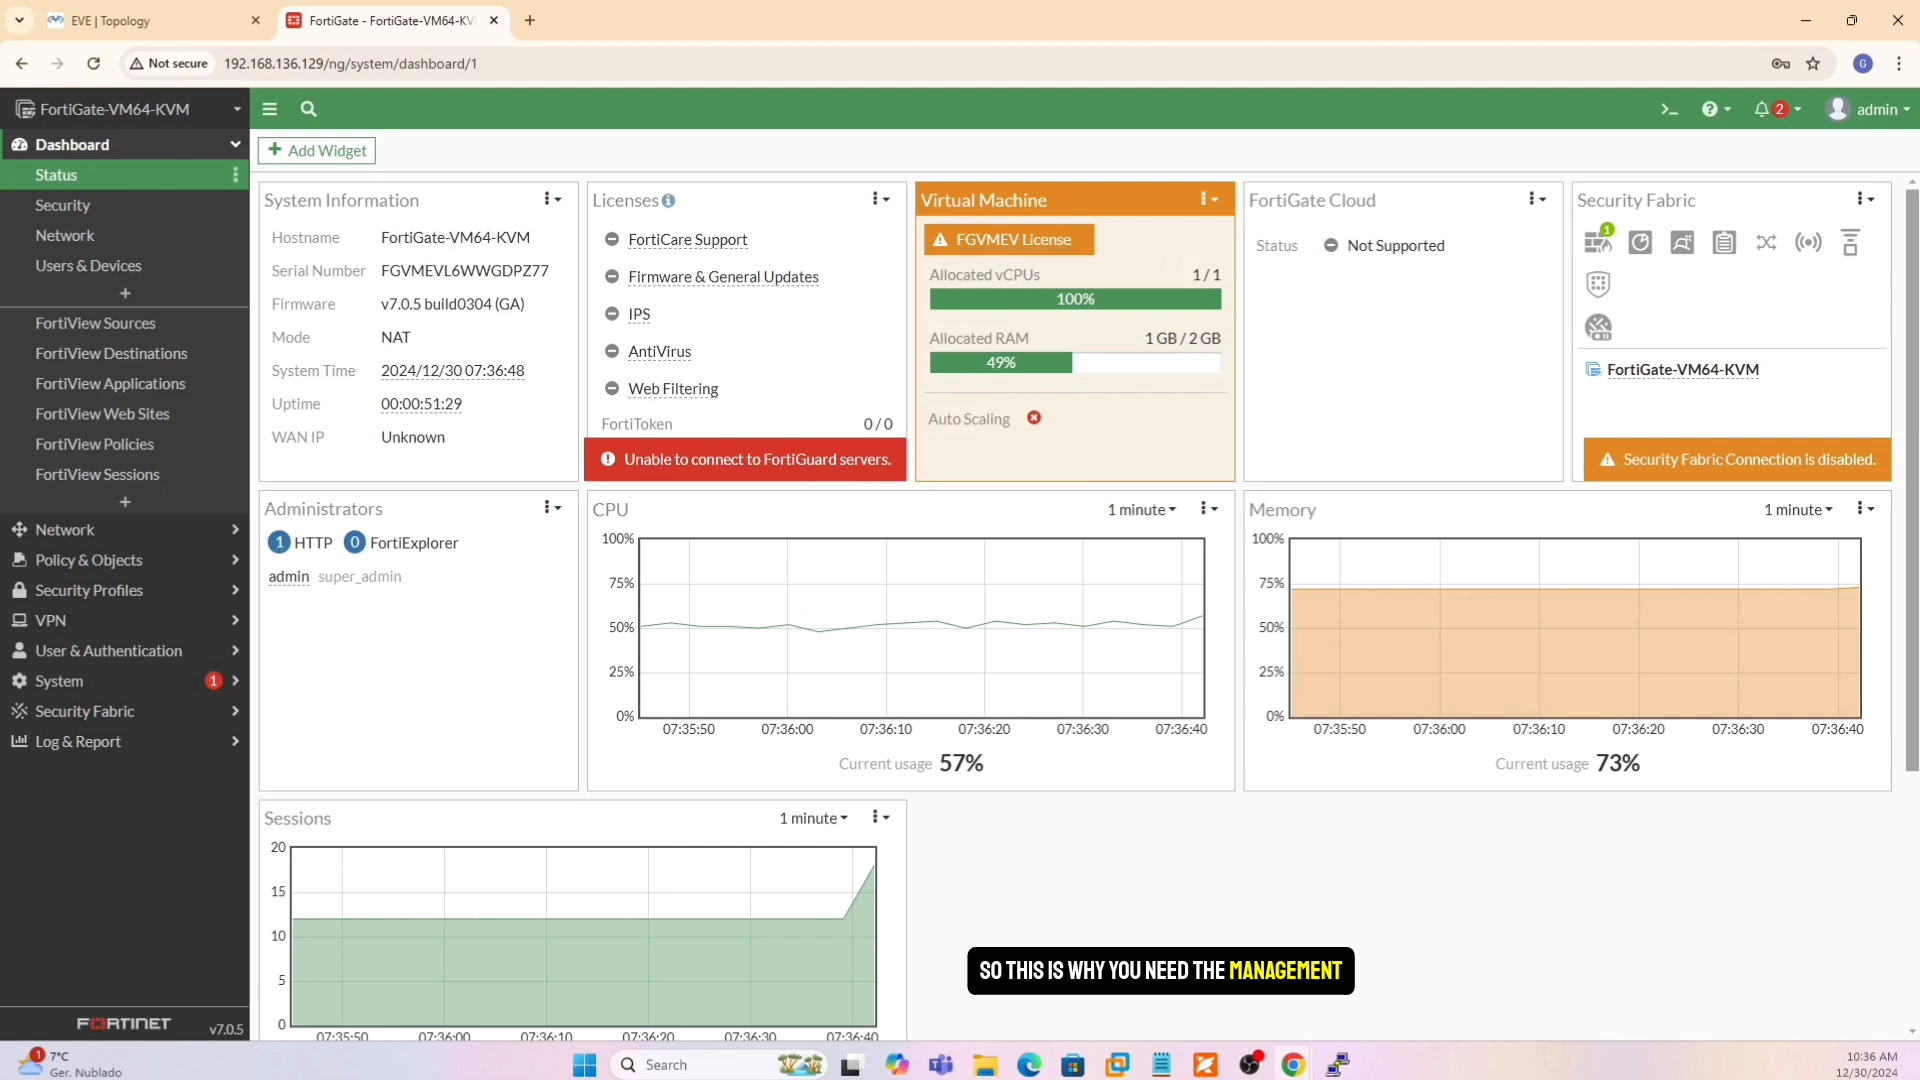 EVE | Topology
FortiGate - FortiGate-VM64-KV
Not secure
192.168.136.129/ng/system/dashboard/1
G
FortiGate-VM64-KVM
2
admin
Dashboard
Status
Security
Network
Users & Devices
FortiView Sources
FortiView Destinations
FortiView Applications
FortiView Web Sites
FortiView Policies
FortiView Sessions
Network
Policy & Objects
Security Profiles
VPN
User & Authentication
System 1
Security Fabric
Log & Report
FORTINET v7.0.5
+ Add Widget
System Information
Hostname FortiGate-VM64-KVM
Serial Number FGVMEVL6WWGDPZ77
Firmware v7.0.5 build0304 (GA)
Mode NAT
System Time 2024/12/30 07:36:48
Uptime 00:00:51:29
WAN IP Unknown
Licenses
FortiCare Support
Firmware & General Updates
IPS
AntiVirus
Web Filtering
FortiToken 0 / 0
Unable to connect to FortiGuard servers.
Virtual Machine
FGVMEV License
Allocated vCPUs 1 / 1
100%
Allocated RAM 1 GB / 2 GB
49%
Auto Scaling
FortiGate Cloud
Status Not Supported
Security Fabric
1
FortiGate-VM64-KVM
Security Fabric Connection is disabled.
Administrators
1 HTTP 0 FortiExplorer
admin super_admin
CPU 1 minute
100%
75%
50%
25%
0%
07:35:50 07:36:00 07:36:10 07:36:20 07:36:30 07:36:40
Current usage 57%
Memory 1 minute
100%
75%
50%
25%
0%
07:35:50 07:36:00 07:36:10 07:36:20 07:36:30 07:36:40
Current usage 73%
Sessions 1 minute
20
15
10
5
0
07:35:50 07:36:00 07:36:10 07:36:20 07:36:30 07:36:40
SO THIS IS WHY YOU NEED THE MANAGEMENT
1
7°C
Ger. Nublado
Search
10:36 AM
12/30/2024